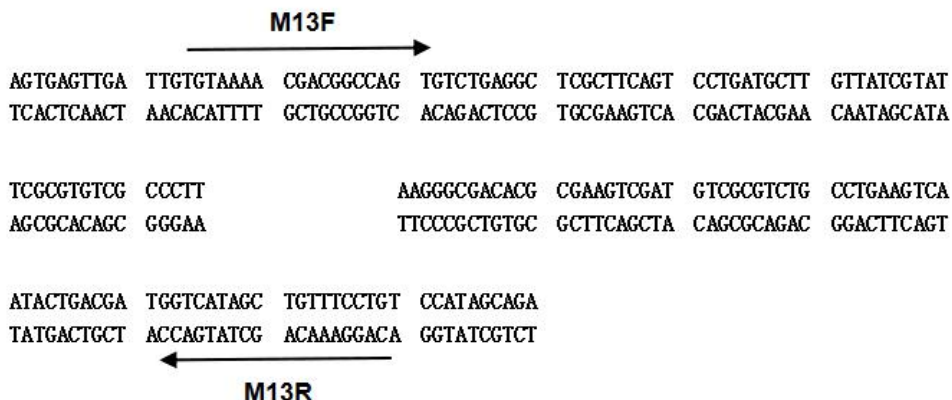 M13F
AGTGAGTTGA TTGTGTAAAA CGACGGCCAG TGTCTGAGGC TCGCTTCAGT CCTGATGCTT GTTATCGTAT
TCACTCAACT AACACATTTT GCTGCCGGTC ACAGACTCCG TGCGAAGTCA CGACTACGAA CAATAGCATA
TCGCGTGTCG CCCTT AAGGGCGACACG CGAAGTCGAT GTCGCGTCTG CCTGAAGTCA
AGCGCACAGC GGGAA TTCCCGCTGTGC GCTTCAGCTA CAGCGCAGAC GGACTTCAGT
ATACTGACGA TGGTCATAGC TGTTTCCTGT CCATAGCAGA
TATGACTGCT ACCAGTATCG ACAAAGGACA GGTATCGTCT
M13R